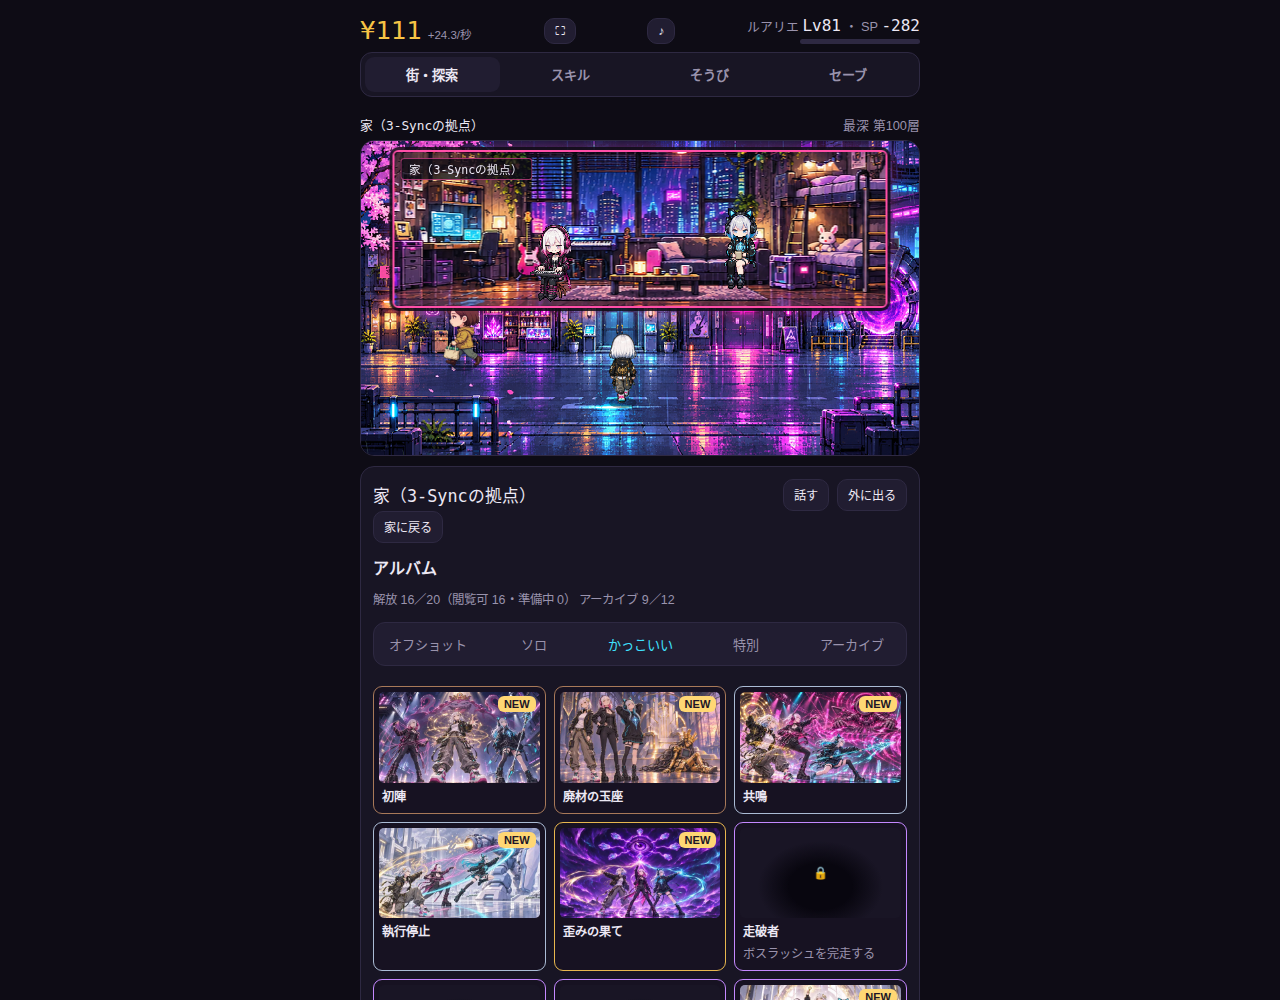 ¥111 +24.3/秒
♪
ルアリエ Lv81 ・ SP -282
街・探索 スキル そうび セーブ
家（3-Syncの拠点） 最深 第100層
家（3-Syncの拠点）
家（3-Syncの拠点） 話す 外に出る
家に戻る
アルバム
解放 16／20（閲覧可 16・準備中 0） アーカイブ 9／12
オフショット ソロ かっこいい 特別 アーカイブ
NEW NEW NEW
初陣 廃材の玉座 共鳴
NEW NEW
執行停止 歪みの果て 走破者
ボスラッシュを完走する
NEW